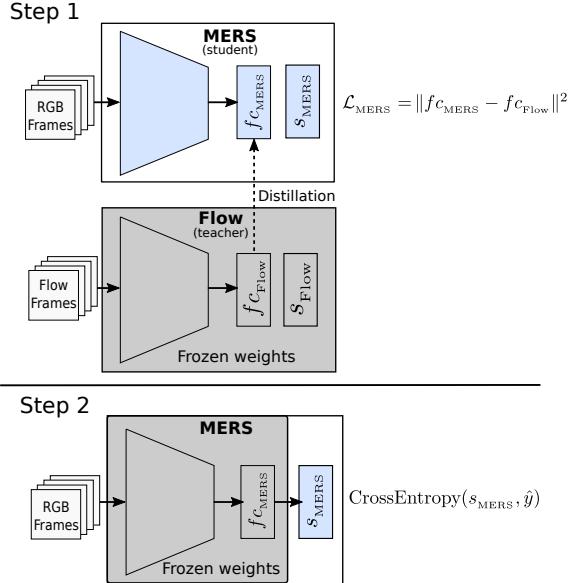 Step 1
MERS
(student)
RGB
Frames
fc_MERS
s_MERS
ℒ_MERS = ∥fc_MERS − fc_Flow∥²
Distillation
Flow
(teacher)
Flow
Frames
fc_Flow
s_Flow
Frozen weights
Step 2
MERS
RGB
Frames
fc_MERS
s_MERS
CrossEntropy(s_MERS, ŷ)
Frozen weights